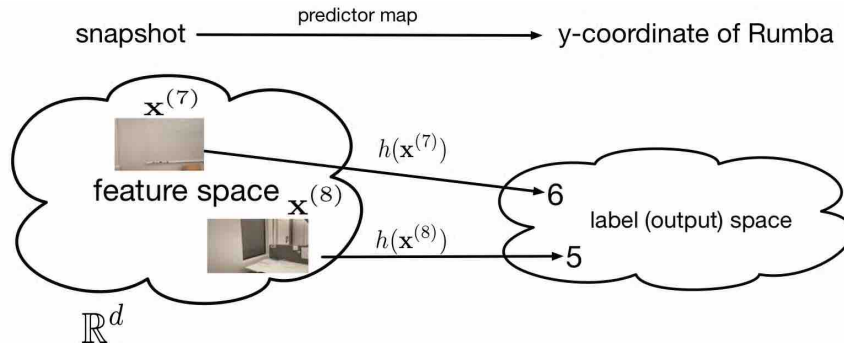 predictor map
snapshot
y-coordinate of Rumba
x^(7)
h(x^(7))
feature space
x^(8)
6
label (output) space
h(x^(8))
5
ℝ^d